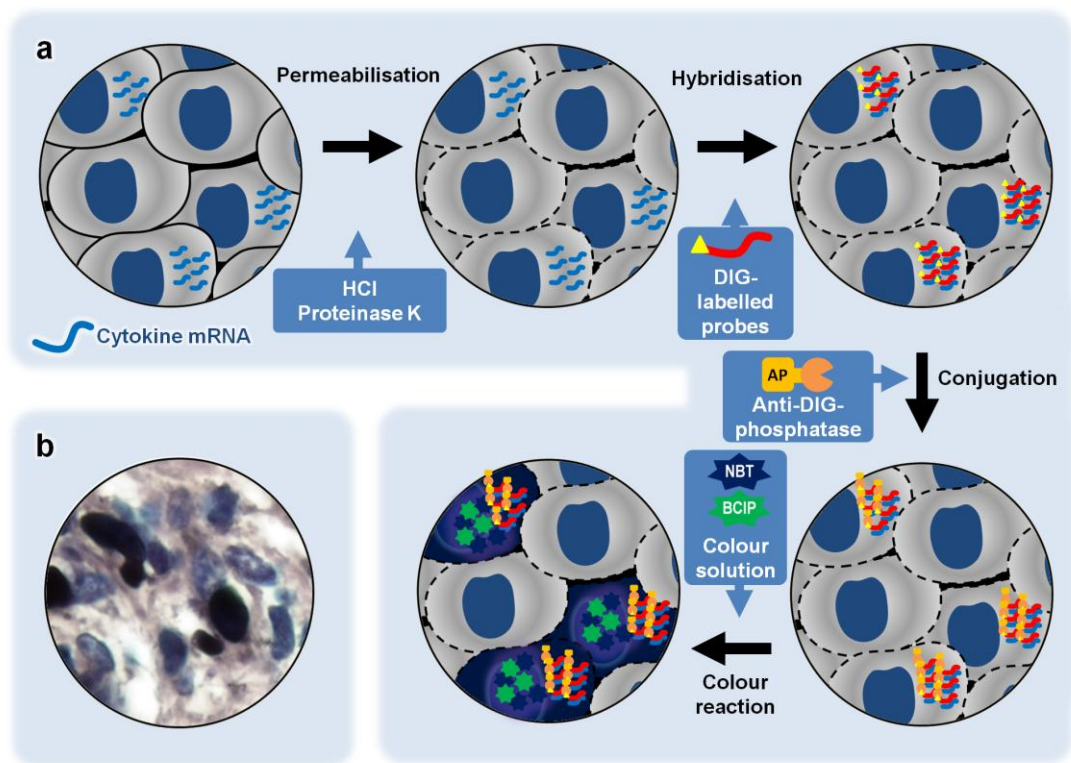 a
Permeabilisation
Hybridisation
HCl
Proteinase K
DIG-
labelled
probes
Cytokine mRNA
AP
Anti-DIG-
phosphatase
Conjugation
b
NBT
BCIP
Colour
solution
Colour
reaction